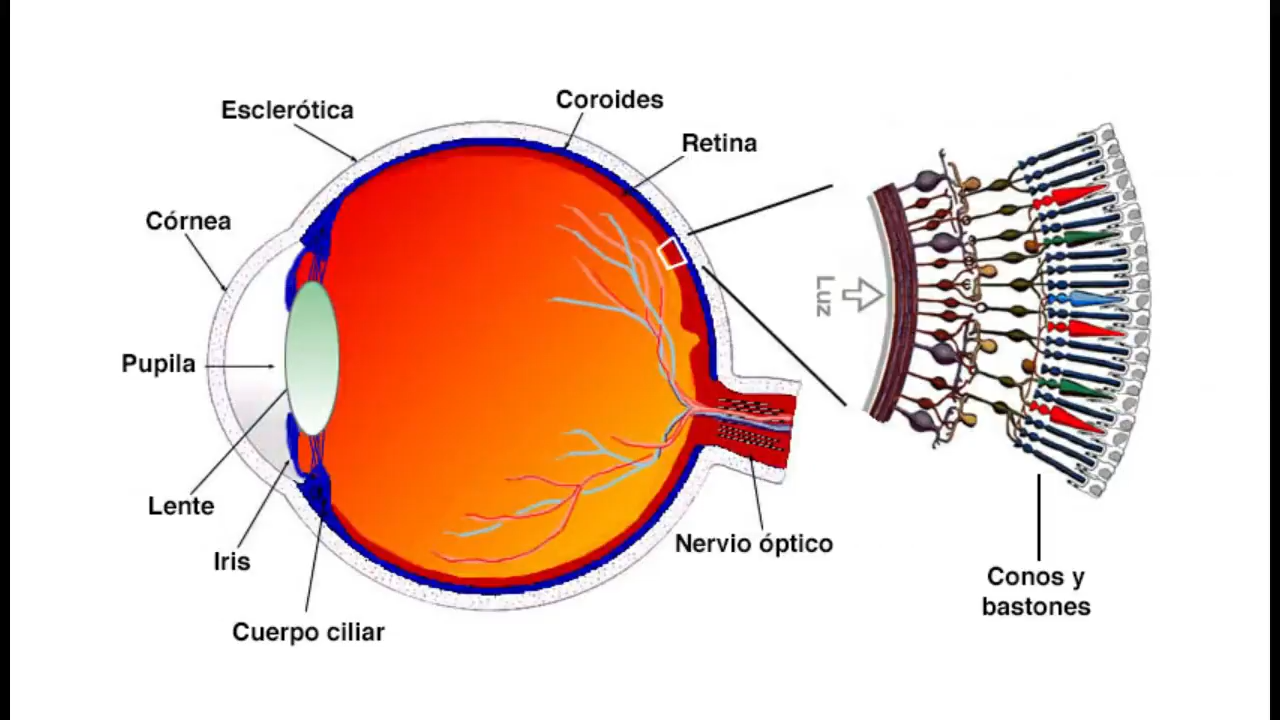 Esclerótica
Coroides
Retina
Córnea
Luz
Pupila
Lente
Iris
Nervio óptico
Cuerpo ciliar
Conos y
bastones